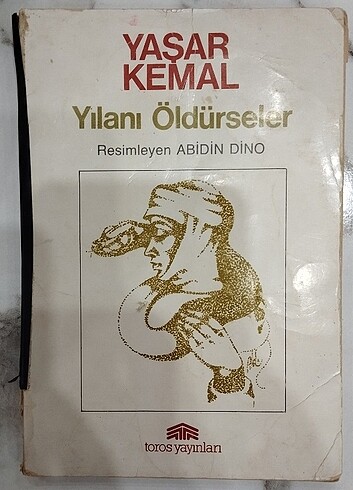 YAŞAR
KEMAL
Yılanı Öldürseler
Resimleyen ABİDİN DİNO
toros yayınları